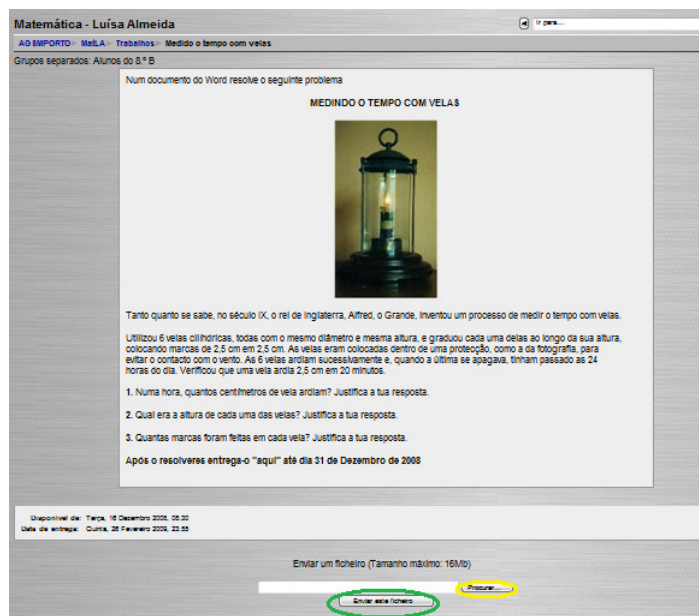 Matemática - Luísa Almeida
Ir para...
AGSMPORTO ► MatLA ► Trabalhos ► Medido o tempo com velas
Grupos separados: Alunos do 8.º B
Num documento do Word resolve o seguinte problema
MEDINDO O TEMPO COM VELAS
Tanto quanto se sabe, no século IX, o rei de Inglaterra, Alfred, o Grande, inventou um processo de medir o tempo com velas.
Utilizou 6 velas cilíndricas, todas com o mesmo diâmetro e mesma altura, e graduou cada uma delas ao longo da sua altura,
colocando marcas de 2,5 cm em 2,5 cm. As velas eram colocadas dentro de uma protecção, como a da fotografia, para
evitar o contacto com o vento. As 6 velas ardiam sucessivamente e, quando a última se apagava, tinham passado as 24
horas do dia. Verificou que uma vela ardia 2,5 cm em 20 minutos.
1. Numa hora, quantos centímetros de vela ardiam? Justifica a tua resposta.
2. Qual era a altura de cada uma das velas? Justifica a tua resposta.
3. Quantas marcas foram feitas em cada vela? Justifica a tua resposta.
Após o resolveres entrega-o "aqui" até dia 31 de Dezembro de 2008
Disponível de: Terça, 16 Dezembro 2008, 05:30
Data de entrega: Quinta, 26 Fevereiro 2009, 23:55
Enviar um ficheiro (Tamanho máximo: 16Mb)
Procurar...
Enviar este ficheiro